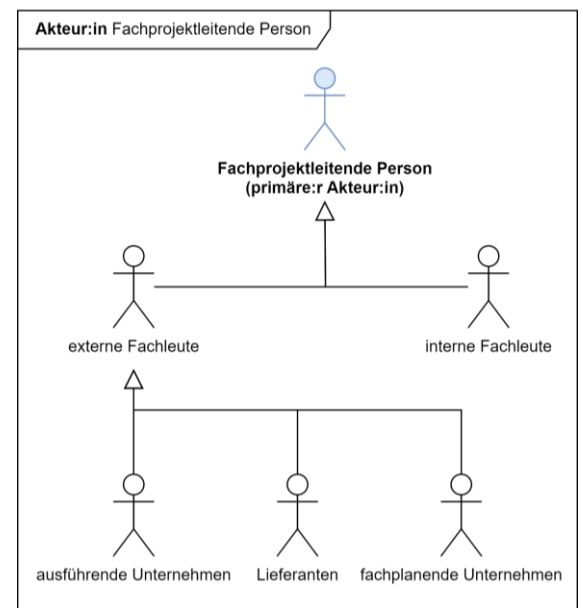 Akteur:in Fachprojektleitende Person
Fachprojektleitende Person
(primäre:r Akteur:in)
externe Fachleute
interne Fachleute
ausführende Unternehmen
Lieferanten
fachplanende Unternehmen